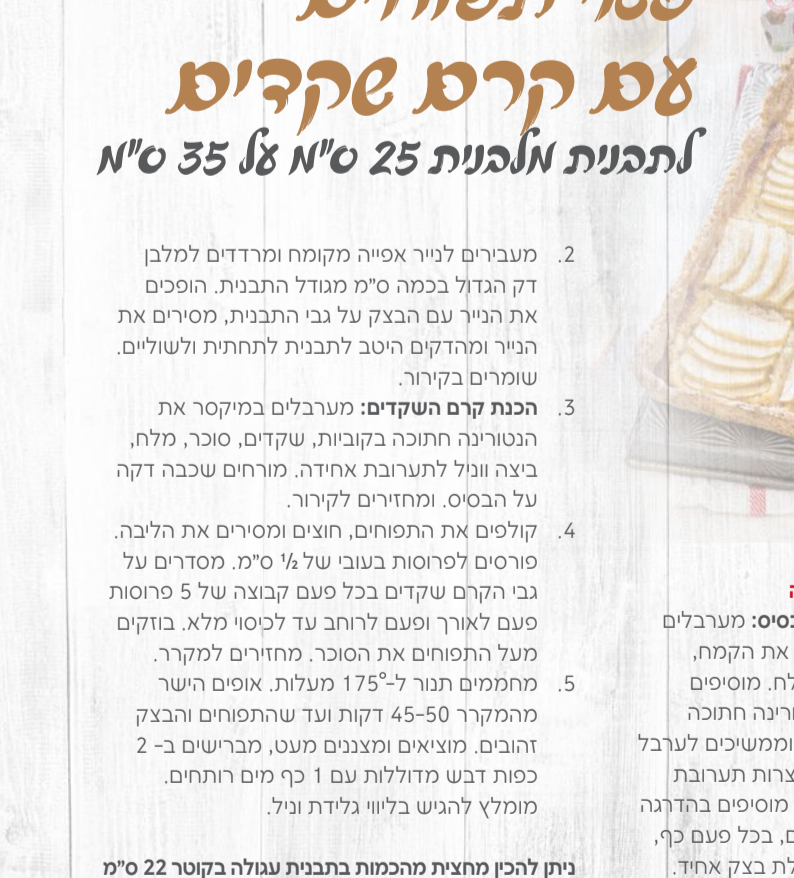 עם קרם שקדים
לתבנית מלבנית 25 ס"מ על 35 ס"מ
ה
בסיס: מערבלים
את הקמח,
מוסיפים
חתוכה
וממשיכים לערבל
תערובת
מוסיפים בהדרגה
בכל פעם כף,
בצק אחיד.
2. מעבירים לנייר אפייה מקומח ומרדדים למלבן
דק הגדול בכמה ס"מ מגודל התבנית. הופכים
את הנייר עם הבצק על גבי התבנית, מסירים את
הנייר ומהדקים היטב לתבנית לתחתית ולשוליים.
שומרים בקירור.
3. הכנת קרם השקדים: מערבלים במיקסר את
הנטורינה חתוכה בקוביות, שקדים, סוכר, מלח,
ביצה ווניל לתערובת אחידה. מורחים שכבה דקה
על הבסיס. ומחזירים לקירור.
4. קולפים את התפוחים, חוצים ומסירים את הליבה.
פורסים לפרוסות בעובי של ½ ס"מ. מסדרים על
גבי הקרם שקדים בכל פעם קבוצה של 5 פרוסות
פעם לאורך ופעם לרוחב עד לכיסוי מלא. בוזקים
מעל התפוחים את הסוכר. מחזירים למקרר.
5. מחממים תנור ל-175° מעלות. אופים הישר
מהמקרר 45-50 דקות ועד שהתפוחים והבצק
זהובים. מוציאים ומצננים מעט, מברישים ב- 2
כפות דבש מדוללות עם 1 כף מים רותחים.
מומלץ להגיש בליווי גלידת וניל.
ניתן להכין מחצית מהכמות בתבנית עגולה בקוטר 22 ס"מ